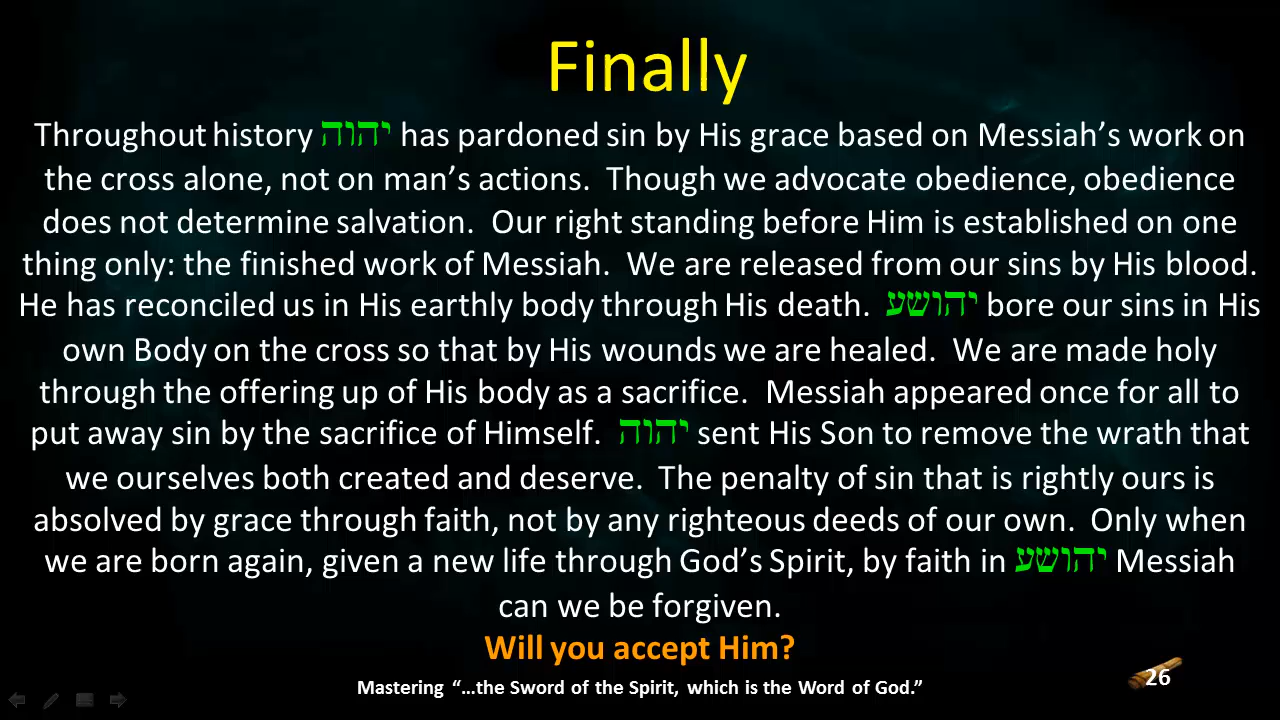 Finally
Throughout history יהוה has pardoned sin by His grace based on Messiah’s work on
the cross alone, not on man’s actions.  Though we advocate obedience, obedience
does not determine salvation.  Our right standing before Him is established on one
thing only: the finished work of Messiah.  We are released from our sins by His blood.
He has reconciled us in His earthly body through His death.  יהושע bore our sins in His
own Body on the cross so that by His wounds we are healed.  We are made holy
through the offering up of His body as a sacrifice.  Messiah appeared once for all to
put away sin by the sacrifice of Himself.  יהוה sent His Son to remove the wrath that
we ourselves both created and deserve.  The penalty of sin that is rightly ours is
absolved by grace through faith, not by any righteous deeds of our own.  Only when
we are born again, given a new life through God’s Spirit, by faith in יהושע Messiah
can we be forgiven.
Will you accept Him?
Mastering “…the Sword of the Spirit, which is the Word of God.”
26